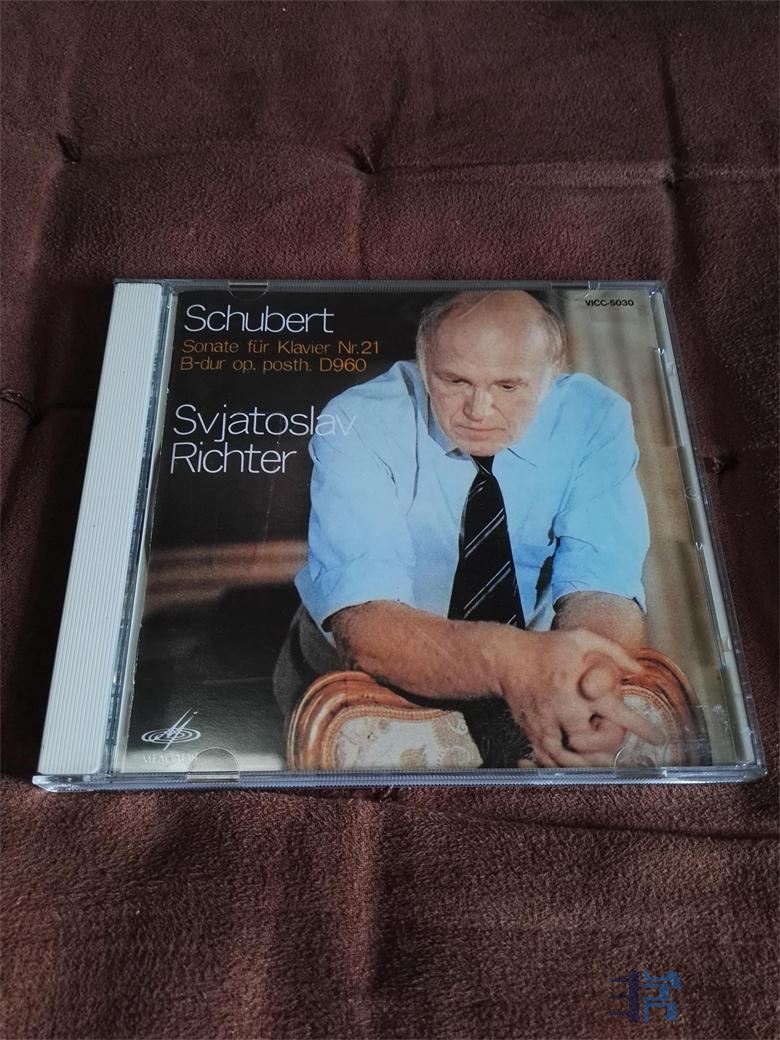 Schubert
Sonate für Klavier Nr.21
B-dur op. posth. D960
Svjatoslav
Richter
VICC-5030